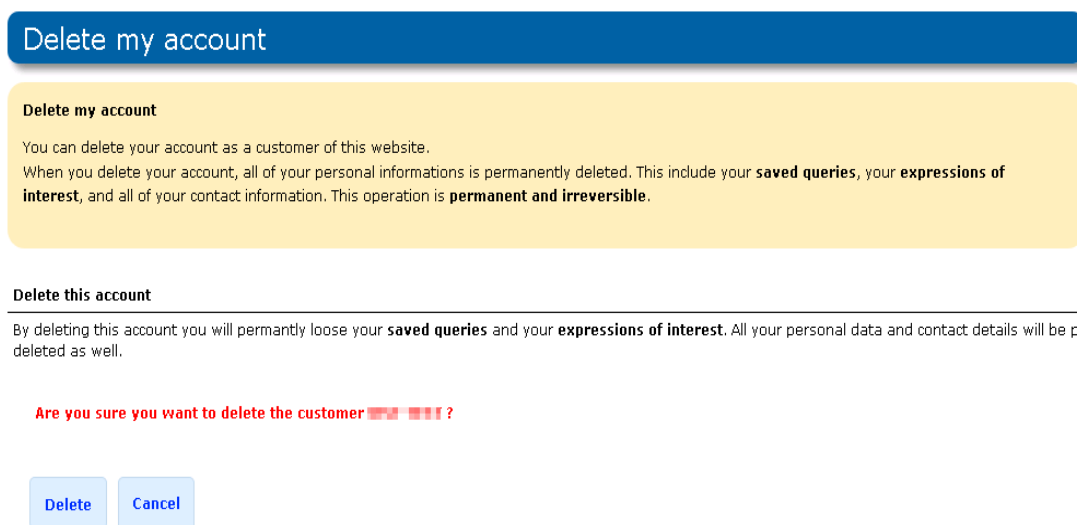 Delete my account
Delete my account
You can delete your account as a customer of this website.
When you delete your account, all of your personal informations is permanently deleted. This include your saved queries, your expressions of
interest, and all of your contact information. This operation is permanent and irreversible.
Delete this account
By deleting this account you will permantly loose your saved queries and your expressions of interest. All your personal data and contact details will be
deleted as well.
Are you sure you want to delete the customer ?
Delete Cancel